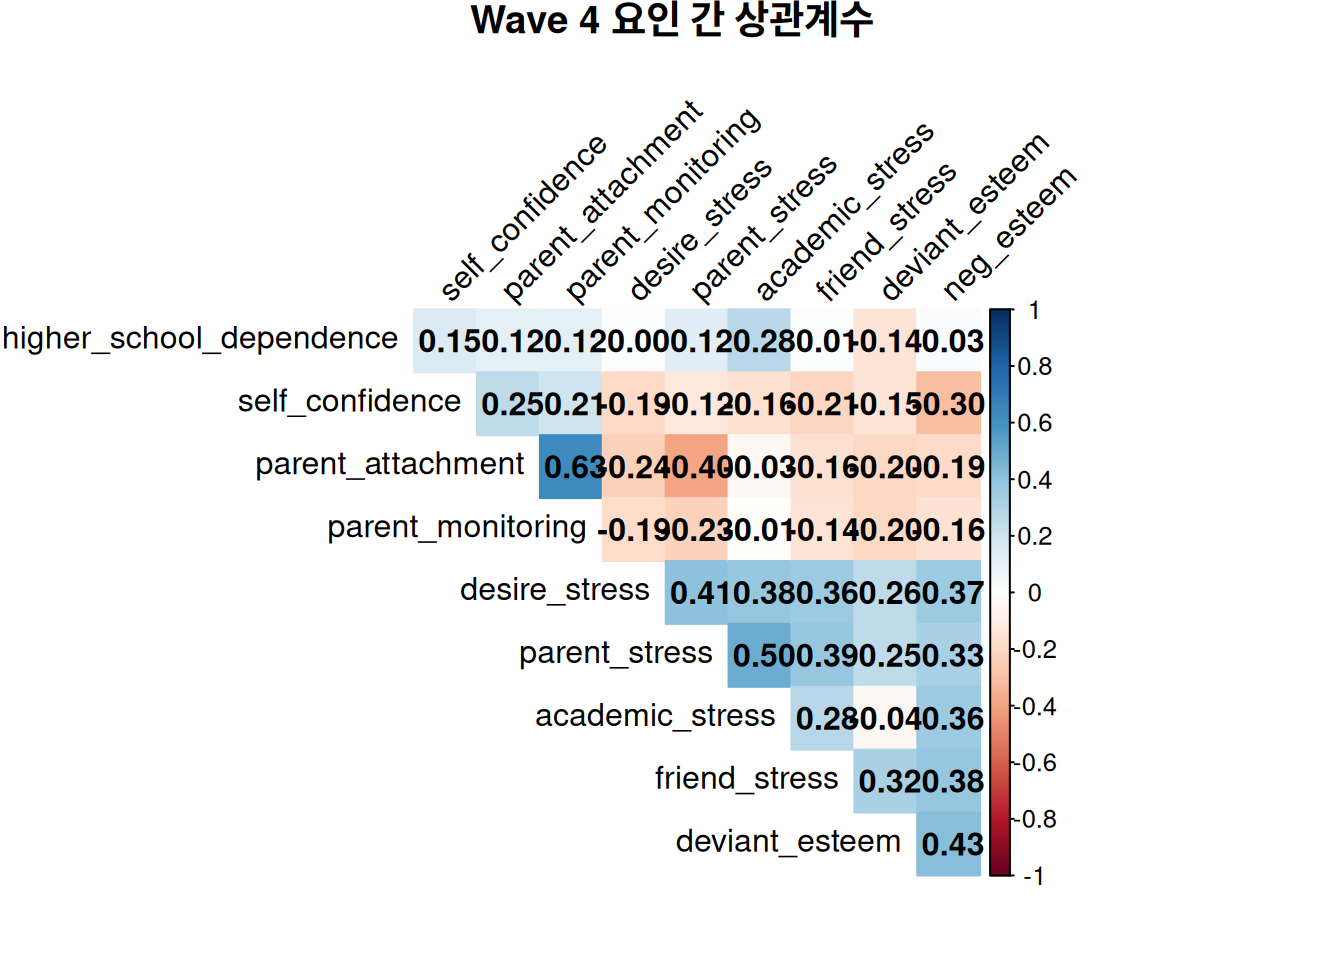 Wave 4 요인 간 상관계수
self_confidence
parent_attachment
parent_monitoring
desire_stress
parent_stress
academic_stress
friend_stress
deviant_esteem
neg_esteem
higher_school_dependence 0.15 0.12 0.12 0.00 0.12 0.28 0.01 -0.14 0.03
self_confidence 0.25 0.21 -0.19 -0.12 -0.16 -0.21 -0.15 -0.30
parent_attachment 0.63 -0.24 -0.40 -0.03 -0.16 -0.20 -0.19
parent_monitoring -0.19 -0.23 -0.01 -0.14 -0.20 -0.16
desire_stress 0.41 0.38 0.36 0.26 0.37
parent_stress 0.50 0.39 0.25 0.33
academic_stress 0.28 -0.04 0.36
friend_stress 0.32 0.38
deviant_esteem 0.43
1
0.8
0.6
0.4
0.2
0
-0.2
-0.4
-0.6
-0.8
-1